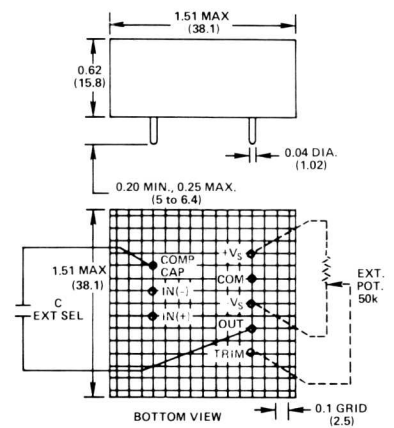 1.51 MAX
(38.1)
0.62
(15.8)
0.04 DIA.
(1.02)
0.20 MIN., 0.25 MAX.
(5 to 6.4)
+VS
COMP
CAP
COM
1.51 MAX
(38.1)
EXT.
POT.
50k
IN(-)
-VS
C
EXT SEL
IN(+)
OUT
TRIM
0.1 GRID
(2.5)
BOTTOM VIEW